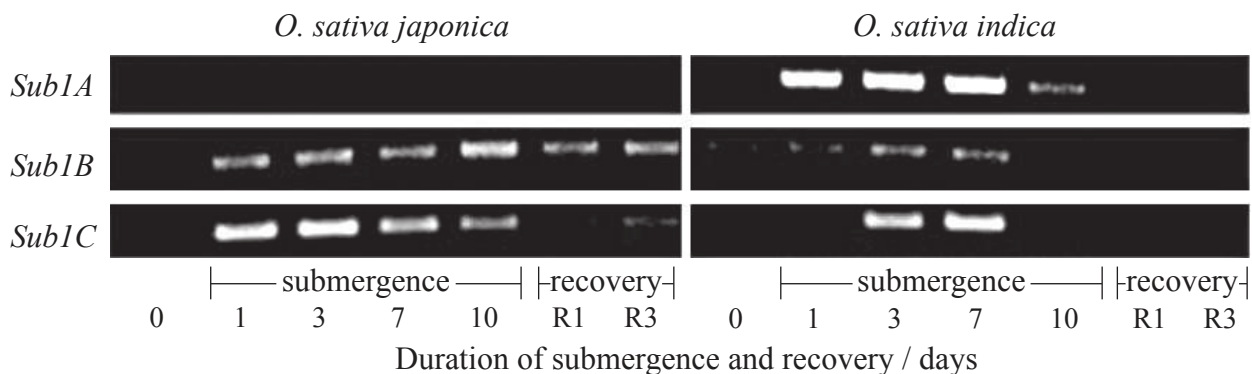 O. sativa japonica O. sativa indica
Sub1A
Sub1B
Sub1C
submergence recovery submergence recovery
0 1 3 7 10 R1 R3 0 1 3 7 10 R1 R3
Duration of submergence and recovery / days